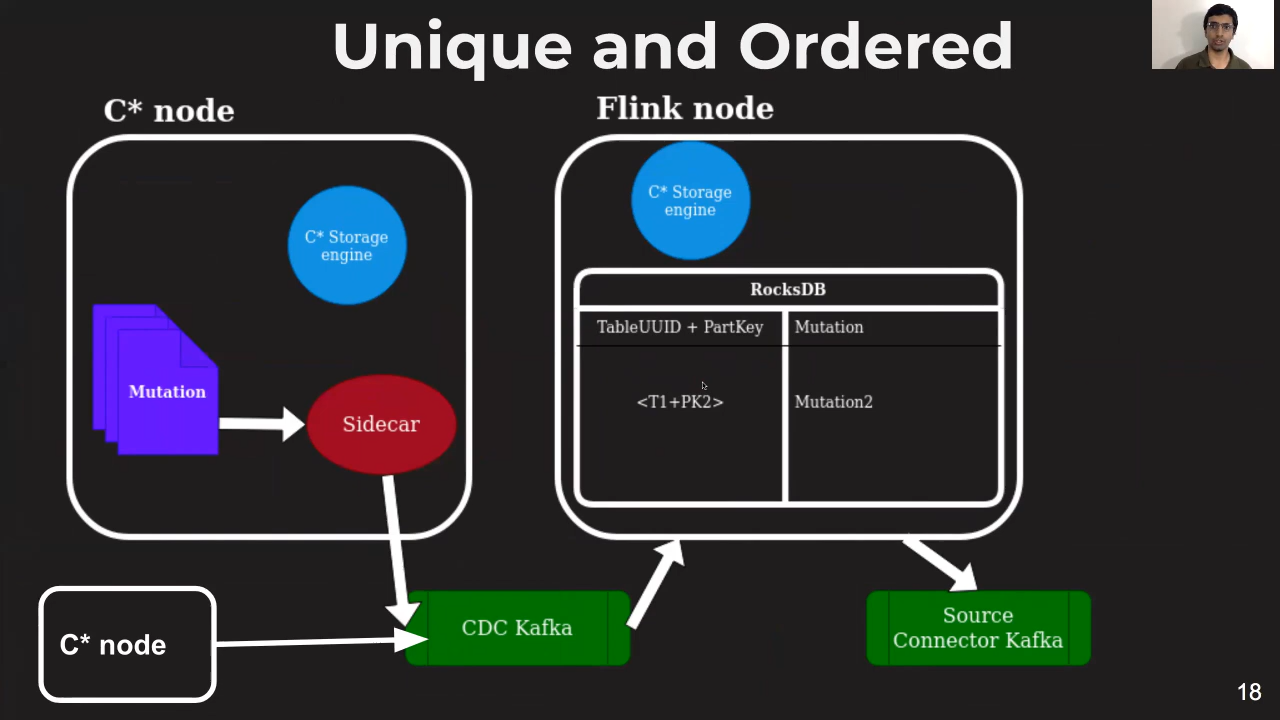 Unique and Ordered
C* node
Flink node
C* Storage
engine
C* Storage
engine
RocksDB
TableUUID + PartKey
Mutation
Mutation
<T1+PK2>
Mutation2
Sidecar
CDC Kafka
Source
Connector Kafka
C* node
18